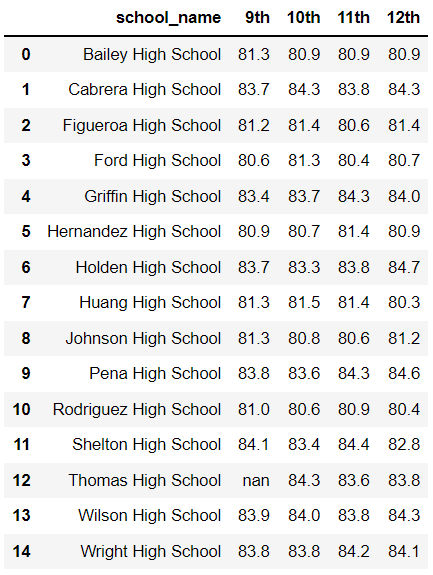 school_name 9th 10th 11th 12th
0 Bailey High School 81.3 80.9 80.9 80.9
1 Cabrera High School 83.7 84.3 83.8 84.3
2 Figueroa High School 81.2 81.4 80.6 81.4
3 Ford High School 80.6 81.3 80.4 80.7
4 Griffin High School 83.4 83.7 84.3 84.0
5 Hernandez High School 80.9 80.7 81.4 80.9
6 Holden High School 83.7 83.3 83.8 84.7
7 Huang High School 81.3 81.5 81.4 80.3
8 Johnson High School 81.3 80.8 80.6 81.2
9 Pena High School 83.8 83.6 84.3 84.6
10 Rodriguez High School 81.0 80.6 80.9 80.4
11 Shelton High School 84.1 83.4 84.4 82.8
12 Thomas High School nan 84.3 83.6 83.8
13 Wilson High School 83.9 84.0 83.8 84.3
14 Wright High School 83.8 83.8 84.2 84.1